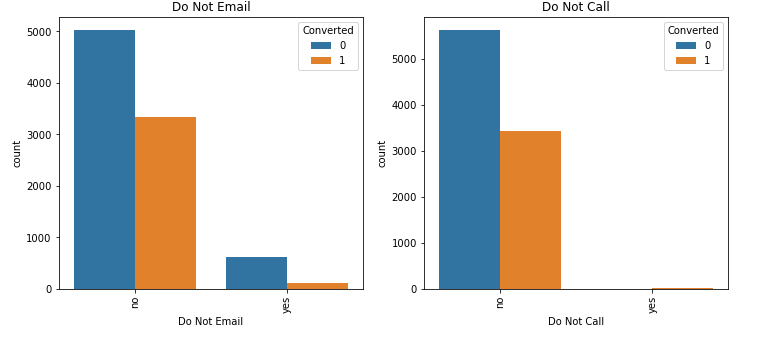 Do Not Email
Converted
0
1
5000
4000
3000
2000
1000
0
count
no
yes
Do Not Email
Do Not Call
Converted
0
1
5000
4000
3000
2000
1000
0
count
no
yes
Do Not Call